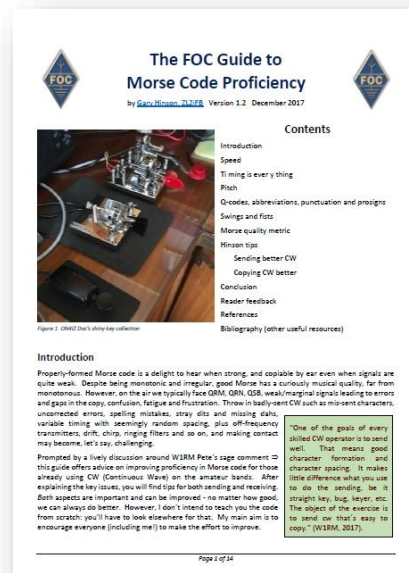 FOC
FOC
The FOC Guide to
Morse Code Proficiency
by Gary Hinson, ZL2iFB Version 1.2 December 2017
Contents
Introduction
Speed
Ti ming is ever y thing
Pitch
Q-codes, abbreviations, punctuation and prosigns
Swings and fists
Morse quality metric
Hinson tips
Sending better CW
Copying CW better
Conclusion
Reader feedback
References
Bibliography (other useful resources)
Figure 1 ON4IZ Doc's shiny key collection
Introduction
Properly-formed Morse code is a delight to hear when strong, and copiable by ear even when signals are
quite weak. Despite being monotonic and irregular, good Morse has a curiously musical quality, far from
monotonous. However, on the air we typically face QRM, QRN, QSB, weak/marginal signals leading to errors
and gaps in the copy, confusion, fatigue and frustration. Throw in badly-sent CW such as mis-sent characters,
uncorrected errors, spelling mistakes, stray dits and missing dahs,
variable timing with seemingly random spacing, plus off-frequency
transmitters, drift, chirp, ringing filters and so on, and making contact
may become, let's say, challenging.
Prompted by a lively discussion around W1RM Pete's sage comment ⇒
this guide offers advice on improving proficiency in Morse code for those
already using CW (Continuous Wave) on the amateur bands. After
explaining the key issues, you will find tips for both sending and receiving.
Both aspects are important and can be improved - no matter how good,
we can always do better. However, I don't intend to teach you the code
from scratch: you'll have to look elsewhere for that. My main aim is to
encourage everyone (including me!) to make the effort to improve.
"One of the goals of every
skilled CW operator is to send
well. That means good
character formation and
character spacing. It makes
little difference what you use
to do the sending, be it
straight key, bug, keyer, etc.
The object of the exercise is
to send cw that's easy to
copy." (W1RM, 2017).
Page 1 of 14